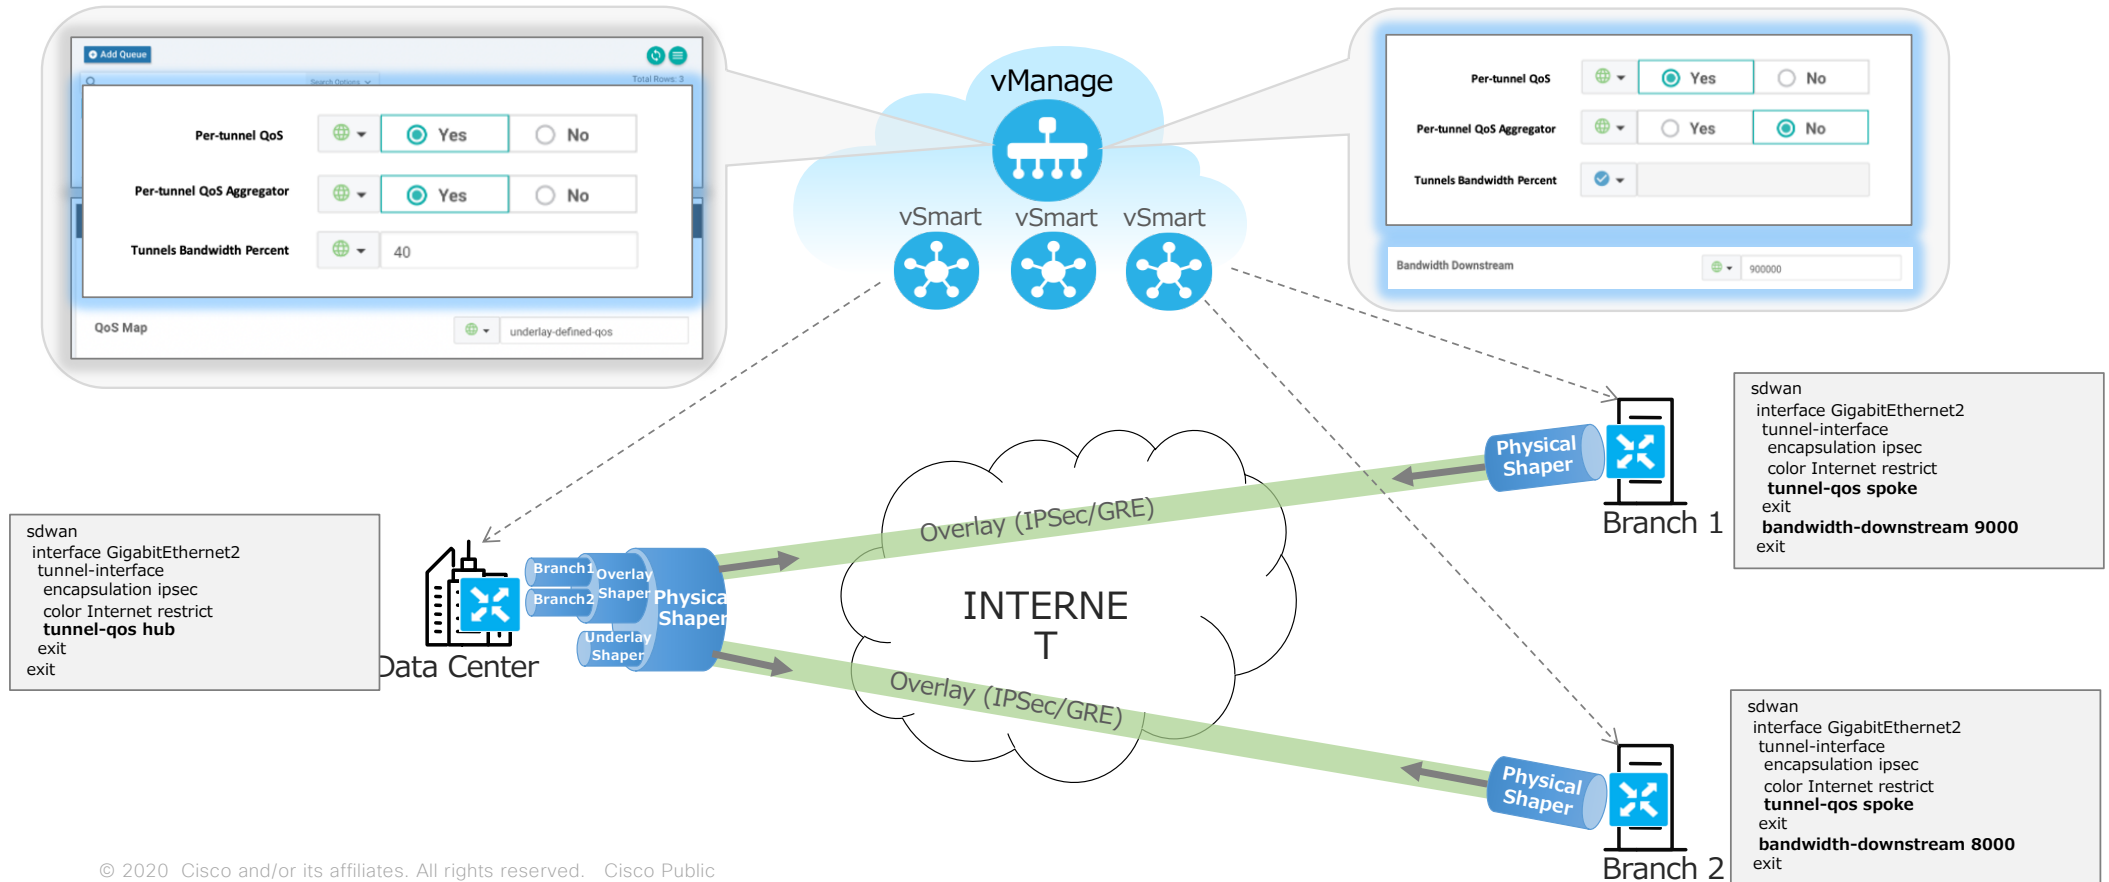 Add Queue
Search Options
Total Rows: 3
Per-tunnel QoS
Yes
No
Per-tunnel QoS Aggregator
Yes
No
Tunnels Bandwidth Percent
40
QoS Map
underlay-defined-qos
vManage
vSmart
vSmart
vSmart
Per-tunnel QoS
Yes
No
Per-tunnel QoS Aggregator
Yes
No
Tunnels Bandwidth Percent
Bandwidth Downstream
900000
sdwan
interface GigabitEthernet2
tunnel-interface
encapsulation ipsec
color Internet restrict
tunnel-qos spoke
exit
bandwidth-downstream 9000
exit
Physical
Shaper
Branch 1
Overlay (IPSec/GRE)
INTERNE
T
sdwan
interface GigabitEthernet2
tunnel-interface
encapsulation ipsec
color Internet restrict
tunnel-qos hub
exit
exit
Data Center
Branch1
Branch2
Overlay
Shaper
Underlay
Shaper
Physical
Shaper
Overlay (IPSec/GRE)
Physical
Shaper
Branch 2
sdwan
interface GigabitEthernet2
tunnel-interface
encapsulation ipsec
color Internet restrict
tunnel-qos spoke
exit
bandwidth-downstream 8000
exit
© 2020 Cisco and/or its affiliates. All rights reserved. Cisco Public